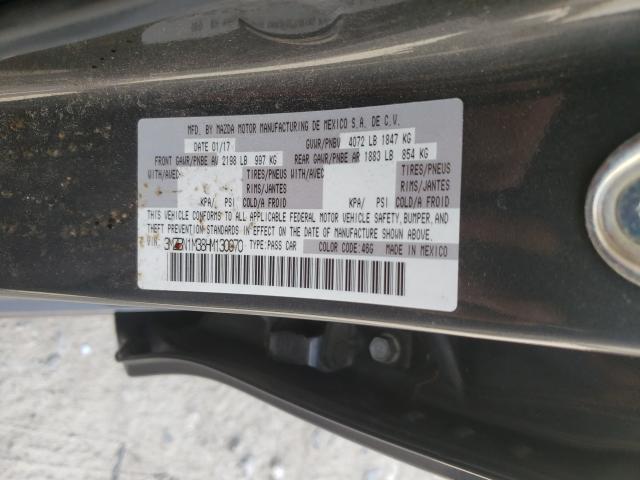 MFD. BY MAZDA MOTOR MANUFACTURING DE MEXICO S.A. DE C.V.
DATE 01/17 GVWR/PNBV 4072 LB 1847 KG
FRONT GAWR/PNBE AV 2188 LB 997 KG REAR GAWR/PNBE AR 1883 LB 854 KG
WITH/AVEC TIRES/PNEUS WITH/AVEC TIRES/PNEUS
RIMS/JANTES RIMS/JANTES
KPA/ PSI COLD/A FROID KPA/ PSI COLD/A FROID
THIS VEHICLE CONFORMS TO ALL APPLICABLE FEDERAL MOTOR VEHICLE SAFETY, BUMPER, AND
THEFT PREVENTION STANDARDS IN EFFECT ON THE DATE OF MANUFACTURE SHOWN ABOVE.
VIN: TYPE:PASS CAR COLOR CODE:46G MADE IN MEXICO